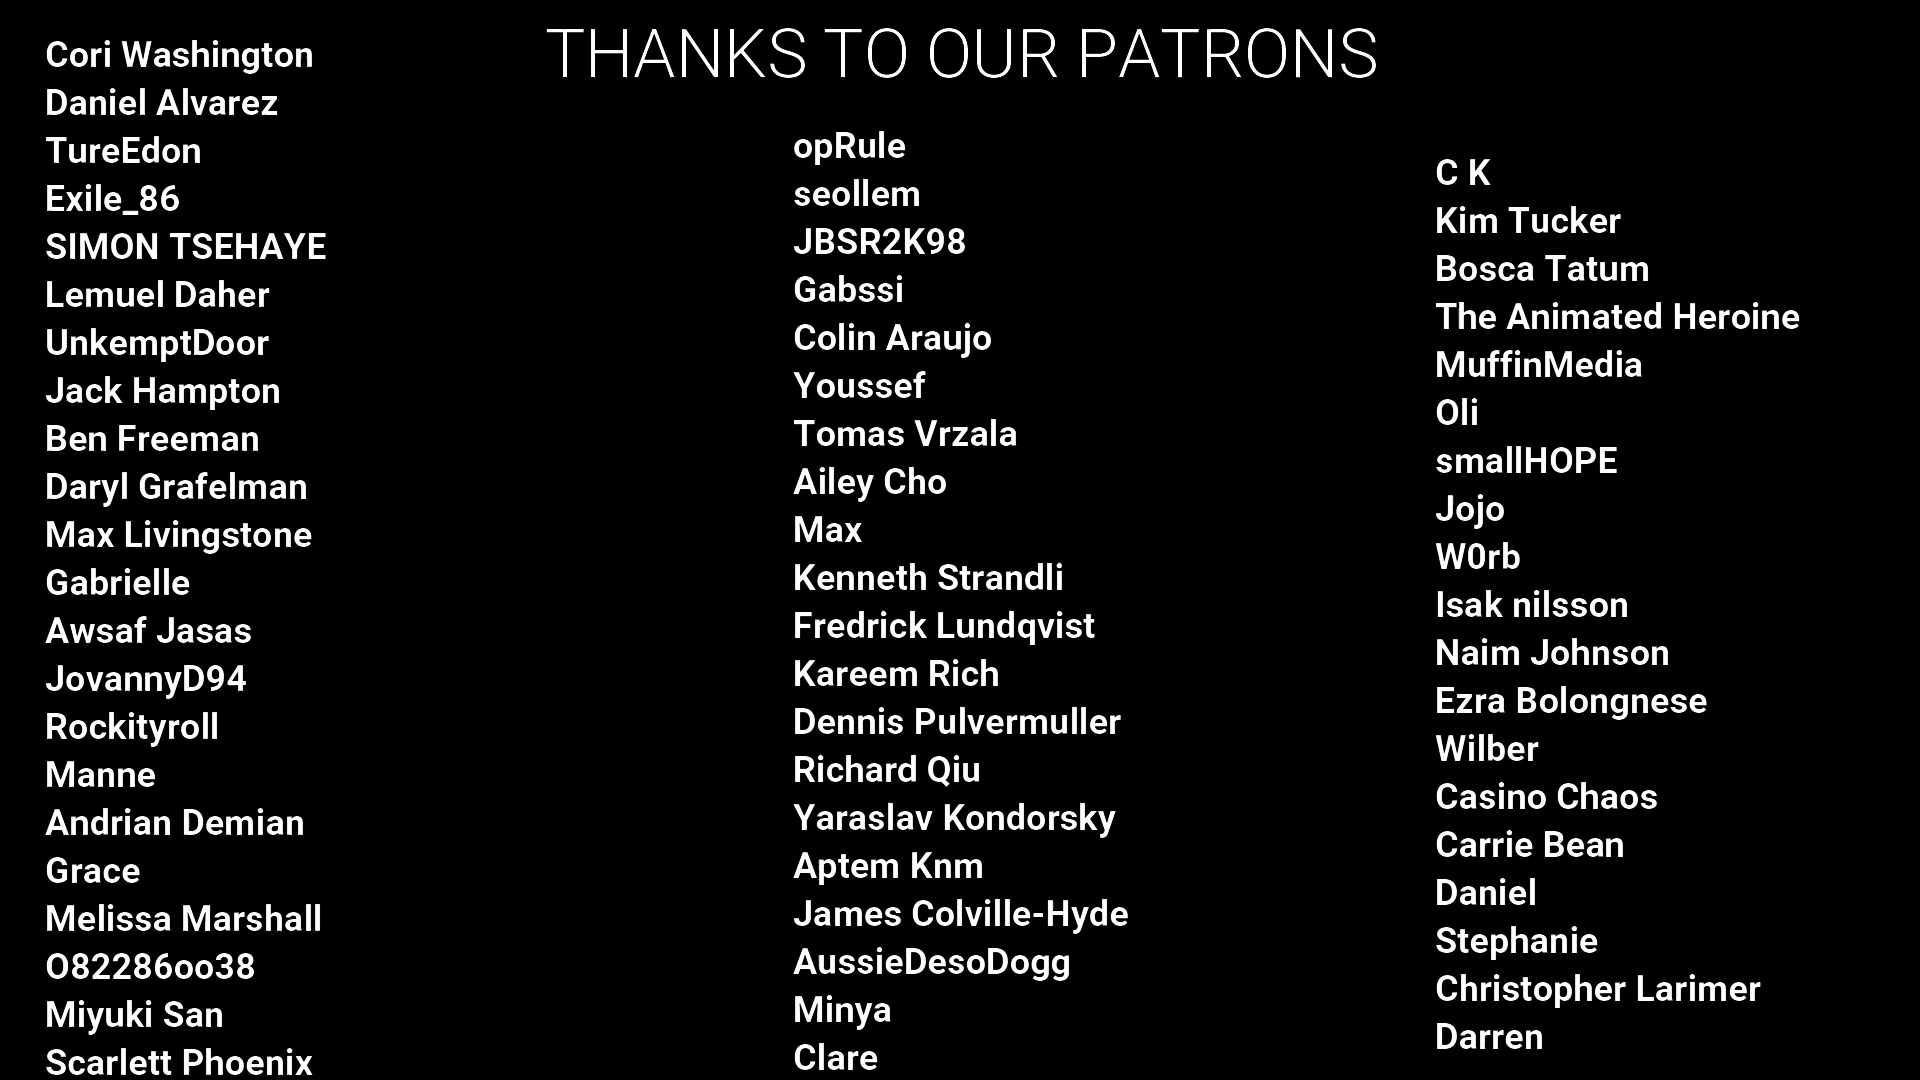 THANKS TO OUR PATRONS
Cori Washington
Daniel Alvarez
TureEdon
Exile_86
SIMON TSEHAYE
Lemuel Daher
UnkemptDoor
Jack Hampton
Ben Freeman
Daryl Grafelman
Max Livingstone
Gabrielle
Awsaf Jasas
JovannyD94
Rockityroll
Manne
Andrian Demian
Grace
Melissa Marshall
O82286oo38
Miyuki San
Scarlett Phoenix
opRule
seollem
JBSR2K98
Gabssi
Colin Araujo
Youssef
Tomas Vrzala
Ailey Cho
Max
Kenneth Strandli
Fredrick Lundqvist
Kareem Rich
Dennis Pulvermuller
Richard Qiu
Yaraslav Kondorsky
Aptem Knm
James Colville-Hyde
AussieDesoDogg
Minya
Clare
C K
Kim Tucker
Bosca Tatum
The Animated Heroine
MuffinMedia
Oli
smallHOPE
Jojo
W0rb
Isak nilsson
Naim Johnson
Ezra Bolongnese
Wilber
Casino Chaos
Carrie Bean
Daniel
Stephanie
Christopher Larimer
Darren